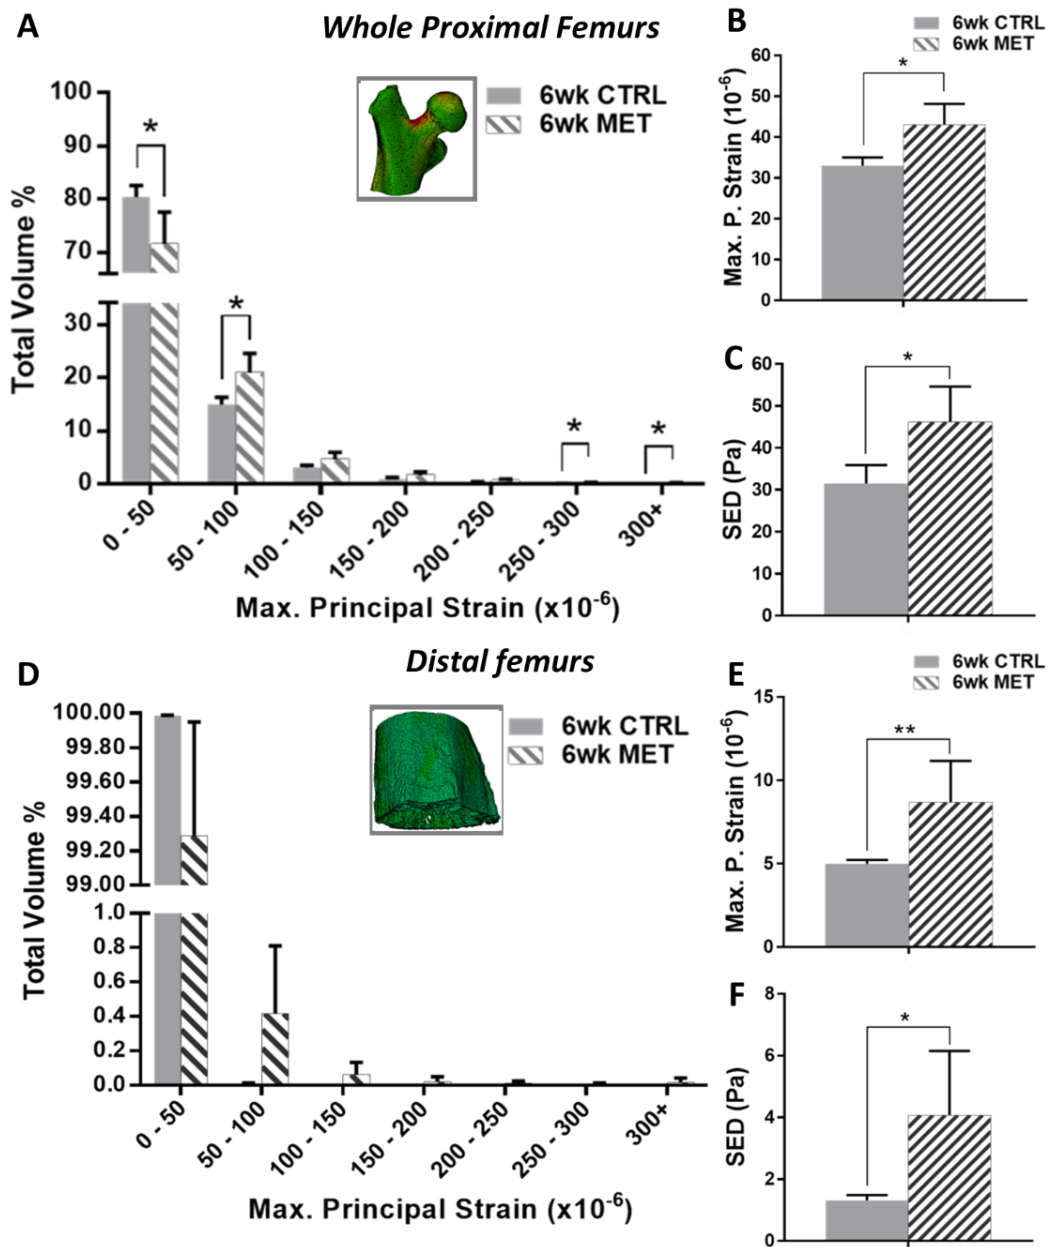 A
Whole Proximal Femurs
6wk CTRL
6wk MET
Total Volume %
100
90
80
70
30
20
10
0
*
*
*
*
0 - 50
50 - 100
100 - 150
150 - 200
200 - 250
250 - 300
300+
Max. Principal Strain (x10-6)
B
6wk CTRL
6wk MET
Max. P. Strain (10-6)
60
50
40
30
20
10
0
*
C
SED (Pa)
60
50
40
30
20
10
0
*
D
Distal femurs
6wk CTRL
6wk MET
Total Volume %
100.00
99.80
99.60
99.40
99.20
99.00
1.0
0.8
0.6
0.4
0.2
0.0
0 - 50
50 - 100
100 - 150
150 - 200
200 - 250
250 - 300
300+
Max. Principal Strain (x10-6)
E
6wk CTRL
6wk MET
Max. P. Strain (10-6)
15
10
5
0
**
F
SED (Pa)
8
6
4
2
0
*